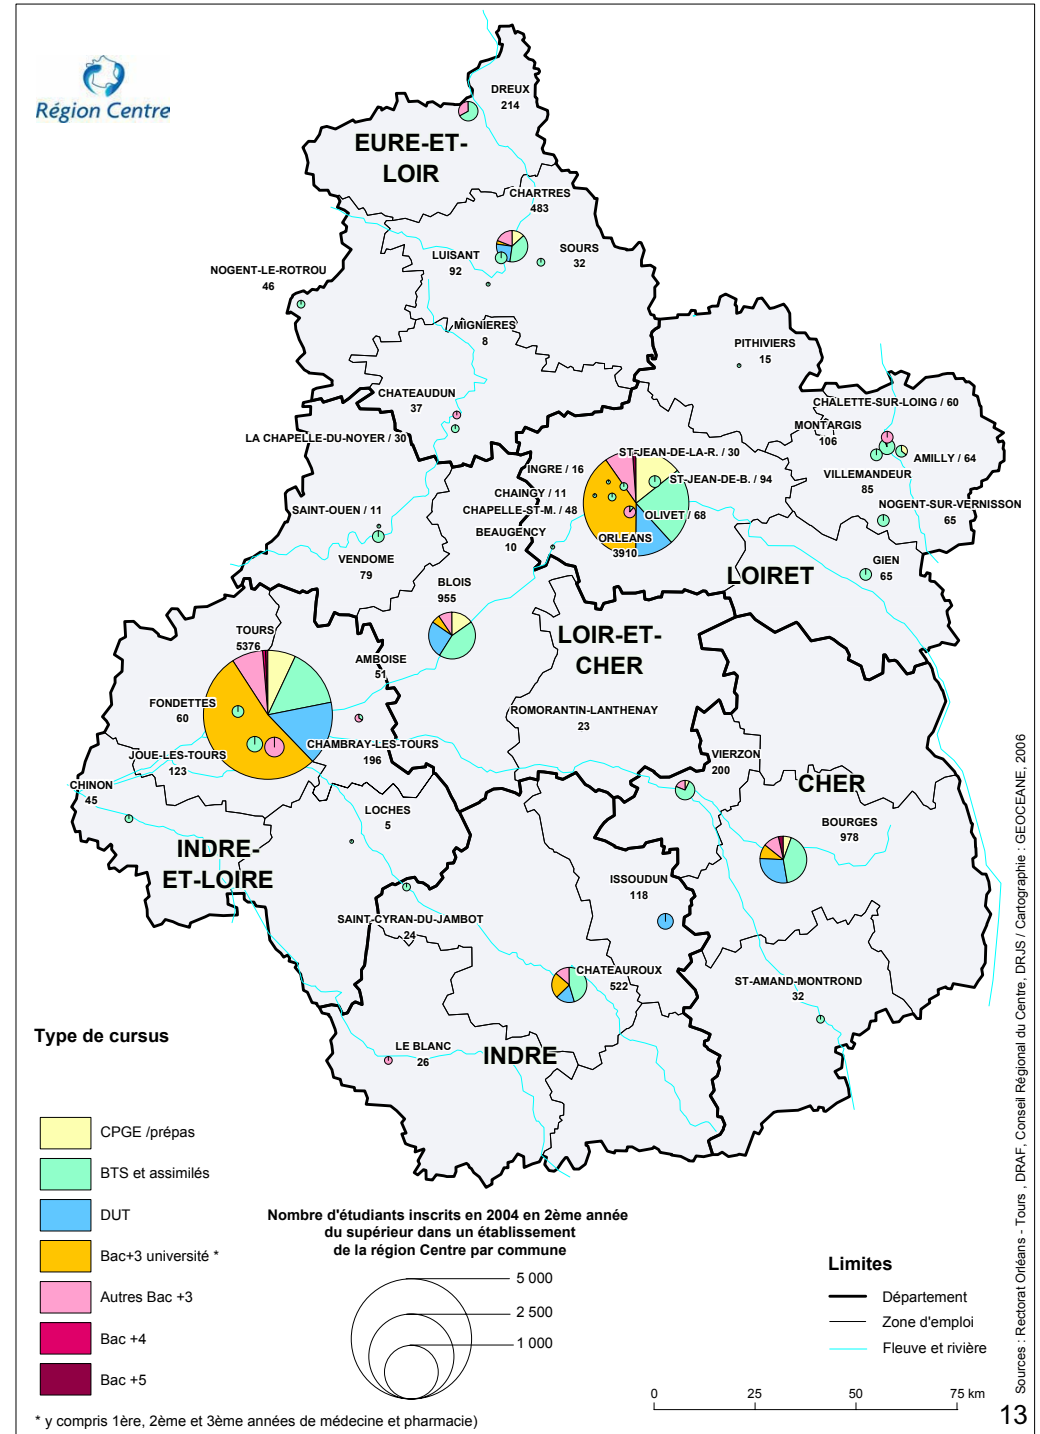 Région Centre
DREUX
214
EURE-ET-
LOIR
CHARTRES
483
LUISANT
92
SOURS
32
NOGENT-LE-ROTROU
46
MIGNIERES
8
PITHIVIERS
15
CHATEAUDUN
37
CHALETTE-SUR-LOING / 60
MONTARGIS
106
LA CHAPELLE-DU-NOYER / 30
ST-JEAN-DE-LA-R. / 30
AMILLY / 64
INGRE / 16
ST-JEAN-DE-B. / 94
VILLEMANDEUR
85
CHAINGY / 11
NOGENT-SUR-VERNISSON
65
SAINT-OUEN / 11
CHAPELLE-ST-M. / 48
OLIVET / 68
BEAUGENCY
10
ORLEANS
3910
VENDOME
79
GIEN
65
LOIRET
BLOIS
955
LOIR-ET-
CHER
TOURS
5376
AMBOISE
51
FONDETTES
60
ROMORANTIN-LANTHENAY
23
CHAMBRAY-LES-TOURS
196
JOUE-LES-TOURS
123
VIERZON
200
CHER
CHINON
45
LOCHES
5
BOURGES
978
INDRE-
ET-LOIRE
ISSOUDUN
118
SAINT-CYRAN-DU-JAMBOT
24
CHATEAUROUX
522
ST-AMAND-MONTROND
32
LE BLANC
26
INDRE
Type de cursus
CPGE /prépas
BTS et assimilés
DUT
Bac+3 université *
Autres Bac +3
Bac +4
Bac +5
* y compris 1ère, 2ème et 3ème années de médecine et pharmacie)
Nombre d'étudiants inscrits en 2004 en 2ème année
du supérieur dans un établissement
de la région Centre par commune
5 000
2 500
1 000
Limites
Département
Zone d'emploi
Fleuve et rivière
0 25 50 75 km
Sources : Rectorat Orléans - Tours , DRAF, Conseil Régional du Centre, DRJS / Cartographie : GEOCEANE, 2006
13